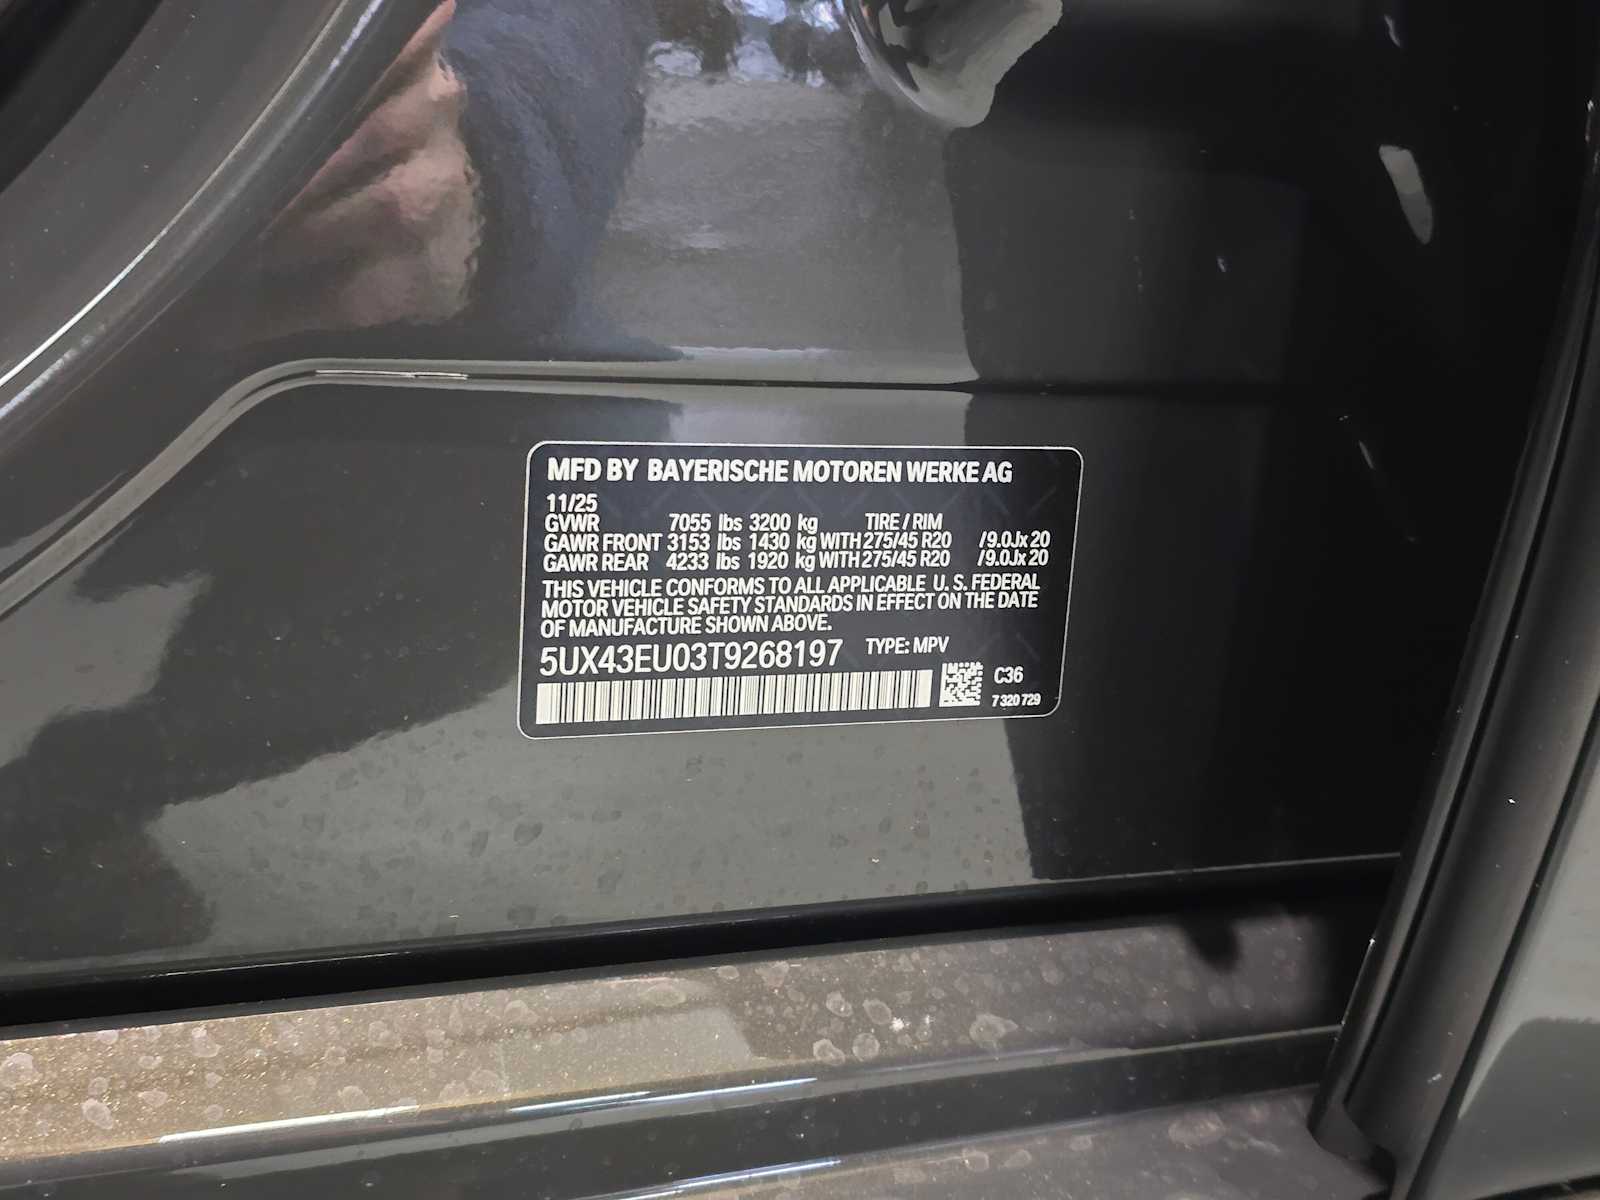 MFD BY BAYERISCHE MOTOREN WERKE AG
11/25
GVWR 7055 lbs 3200 kg TIRE / RIM
GAWR FRONT 3153 lbs 1430 kg WITH 275/45 R20 /9.0Jx20
GAWR REAR 4233 lbs 1920 kg WITH 275/45 R20 /9.0Jx20
THIS VEHICLE CONFORMS TO ALL APPLICABLE U. S. FEDERAL
MOTOR VEHICLE SAFETY STANDARDS IN EFFECT ON THE DATE
OF MANUFACTURE SHOWN ABOVE.
5UX43EU03T9268197 TYPE: MPV
C36
7 320 729